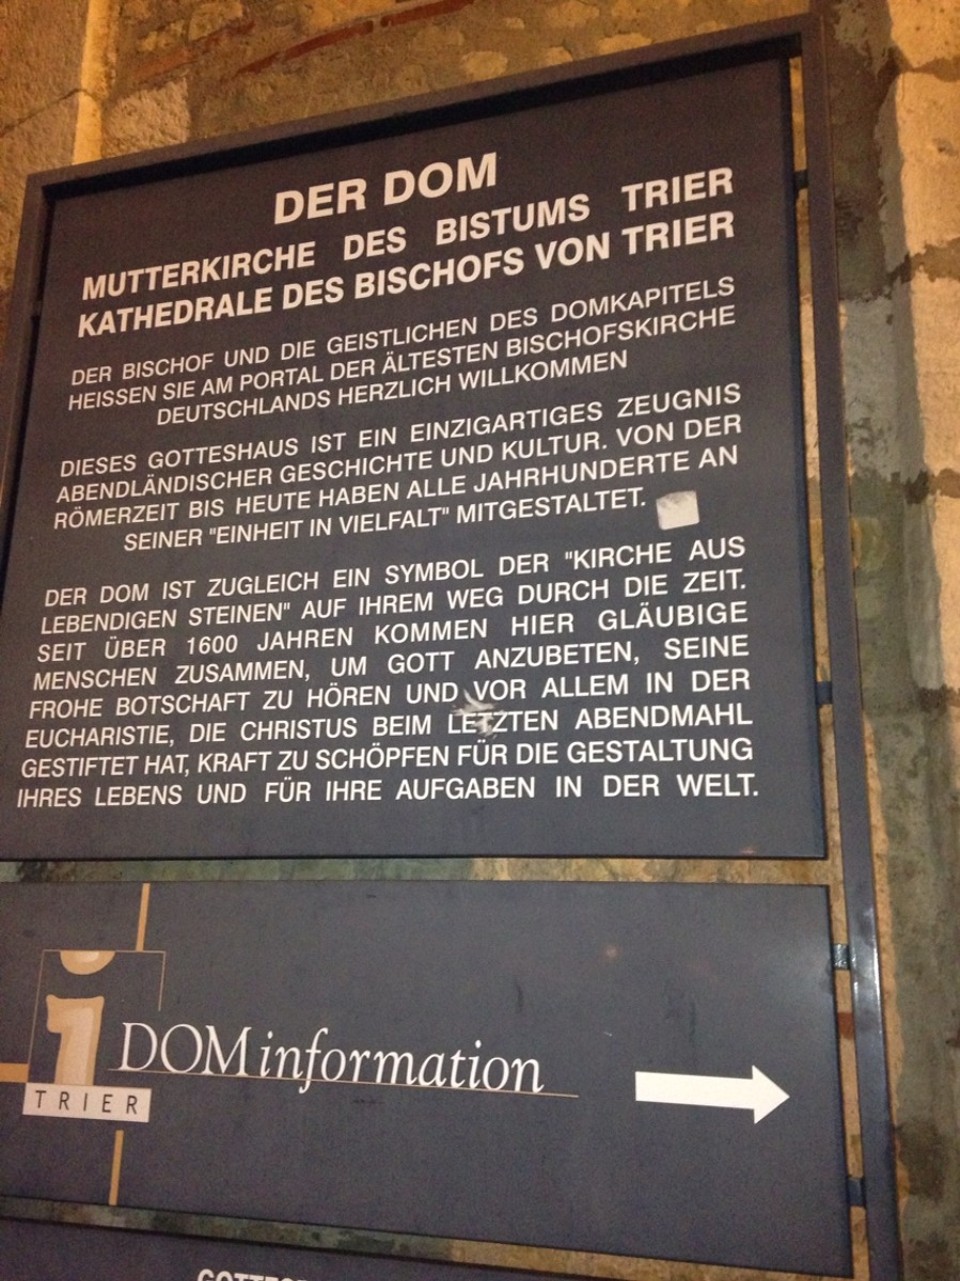 DER DOM
MUTTERKIRCHE DES BISTUMS TRIER
KATHEDRALE DES BISCHOFS VON TRIER
DER BISCHOF UND DIE GEISTLICHEN DES DOMKAPITELS
HEISSEN SIE AM PORTAL DER ÄLTESTEN BISCHOFSKIRCHE
DEUTSCHLANDS HERZLICH WILLKOMMEN
DIESES GOTTESHAUS IST EIN EINZIGARTIGES ZEUGNIS
ABENDLÄNDISCHER GESCHICHTE UND KULTUR. VON DER
RÖMERZEIT BIS HEUTE HABEN ALLE JAHRHUNDERTE AN
SEINER "EINHEIT IN VIELFALT" MITGESTALTET.
DER DOM IST ZUGLEICH EIN SYMBOL DER "KIRCHE AUS
LEBENDIGEN STEINEN" AUF IHREM WEG DURCH DIE ZEIT.
SEIT ÜBER 1600 JAHREN KOMMEN HIER GLÄUBIGE
MENSCHEN ZUSAMMEN, UM GOTT ANZUBETEN, SEINE
FROHE BOTSCHAFT ZU HÖREN UND VOR ALLEM IN DER
EUCHARISTIE, DIE CHRISTUS BEIM LETZTEN ABENDMAHL
GESTIFTET HAT, KRAFT ZU SCHÖPFEN FÜR DIE GESTALTUNG
IHRES LEBENS UND FÜR IHRE AUFGABEN IN DER WELT.
i
DOMinformation
TRIER